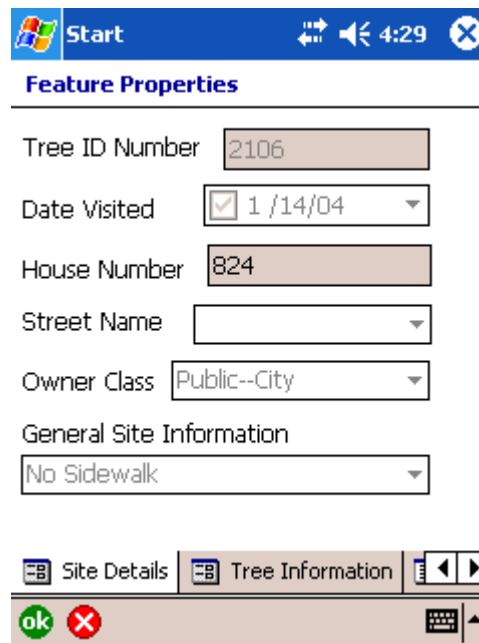 Start 4:29
Feature Properties
Tree ID Number 2106
Date Visited 1 /14/04
House Number 824
Street Name
Owner Class Public--City
General Site Information
No Sidewalk
Site Details Tree Information
ok